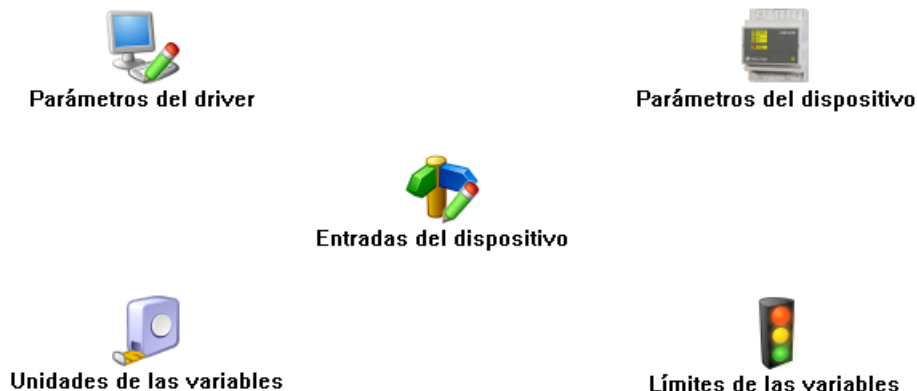 Parámetros del driver
Parámetros del dispositivo
Entradas del dispositivo
Unidades de las variables
Límites de las variables